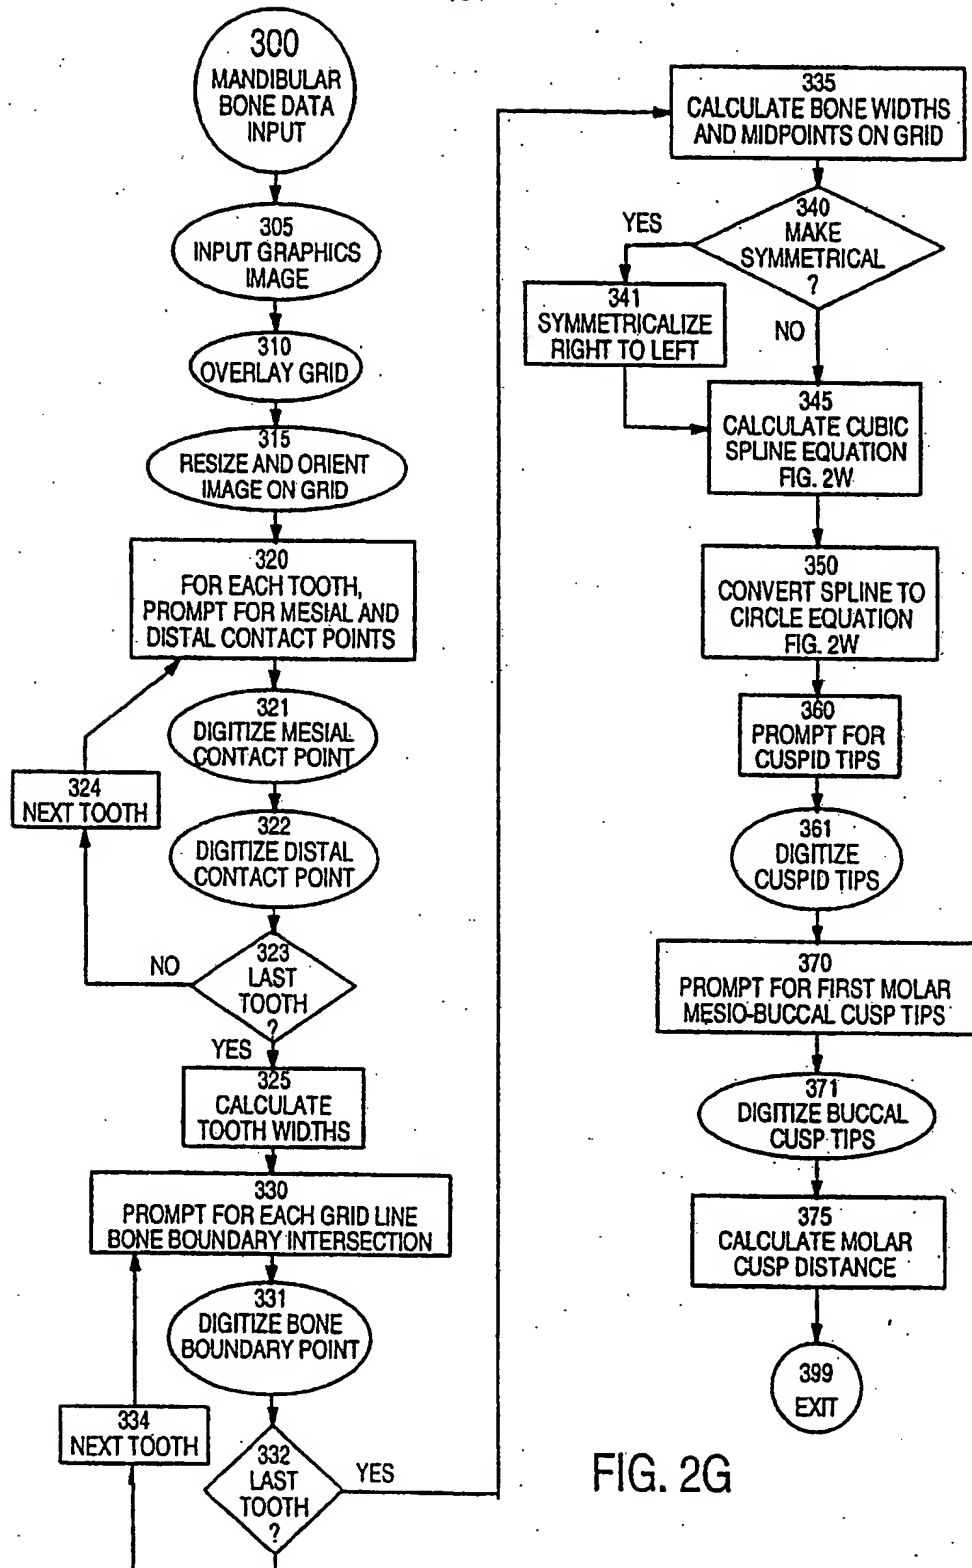 300
MANDIBULAR
BONE DATA
INPUT
305
INPUT GRAPHICS
IMAGE
310
OVERLAY GRID
315
RESIZE AND ORIENT
IMAGE ON GRID
320
FOR EACH TOOTH,
PROMPT FOR MESIAL AND
DISTAL CONTACT POINTS
321
DIGITIZE MESIAL
CONTACT POINT
324
NEXT TOOTH
322
DIGITIZE DISTAL
CONTACT POINT
323
LAST
TOOTH
?
NO
YES
325
CALCULATE
TOOTH WIDTHS
330
PROMPT FOR EACH GRID LINE
BONE BOUNDARY INTERSECTION
331
DIGITIZE BONE
BOUNDARY POINT
334
NEXT TOOTH
332
LAST
TOOTH
?
YES
335
CALCULATE BONE WIDTHS
AND MIDPOINTS ON GRID
340
MAKE
SYMMETRICAL
?
YES
341
SYMMETRICALIZE
RIGHT TO LEFT
NO
345
CALCULATE CUBIC
SPLINE EQUATION
FIG. 2W
350
CONVERT SPLINE TO
CIRCLE EQUATION
FIG. 2W
360
PROMPT FOR
CUSPID TIPS
361
DIGITIZE
CUSPID TIPS
370
PROMPT FOR FIRST MOLAR
MESIO-BUCCAL CUSP TIPS
371
DIGITIZE BUCCAL
CUSP TIPS
375
CALCULATE MOLAR
CUSP DISTANCE
399
EXIT
FIG. 2G